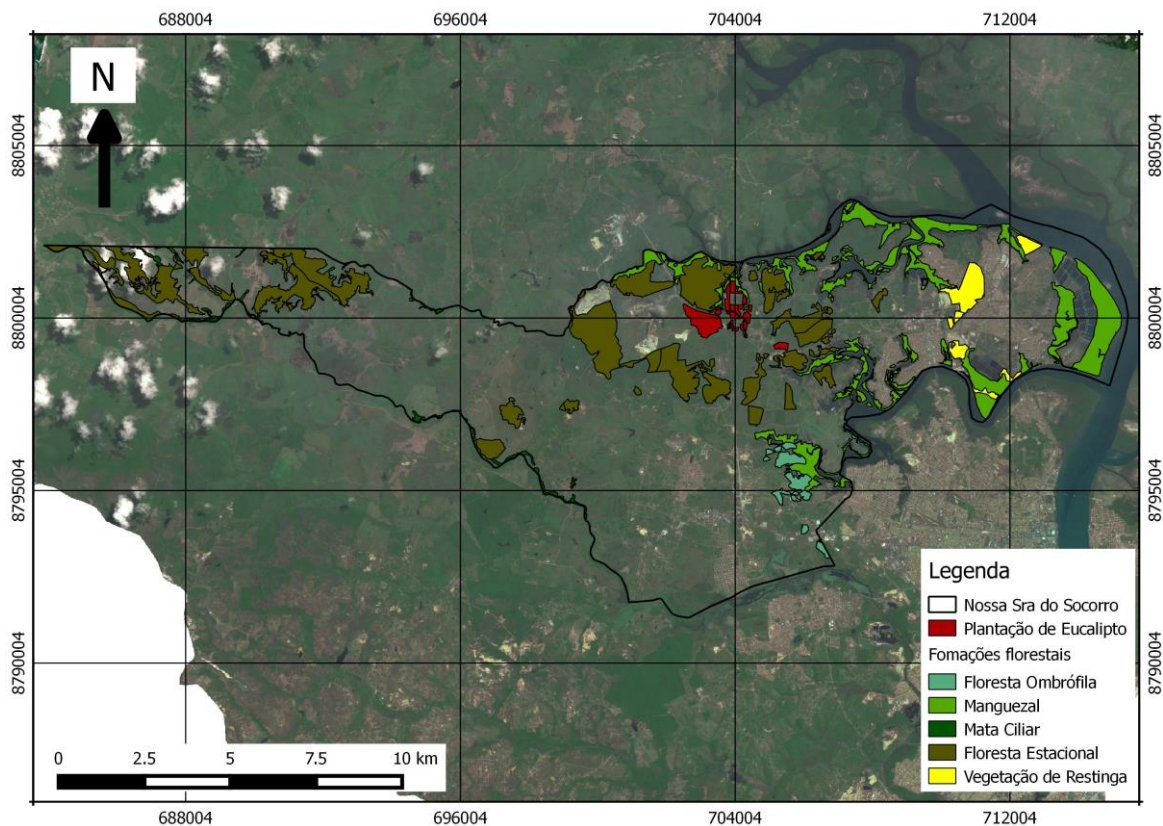 688004 696004 704004 712004
N
8805004 8805004
8800004 8800004
8795004 8795004
8790004 8790004
Legenda
Nossa Sra do Socorro
Plantação de Eucalipto
Fomações florestais
Floresta Ombrófila
Manguezal
Mata Ciliar
Floresta Estacional
Vegetação de Restinga
0 2.5 5 7.5 10 km
688004 696004 704004 712004